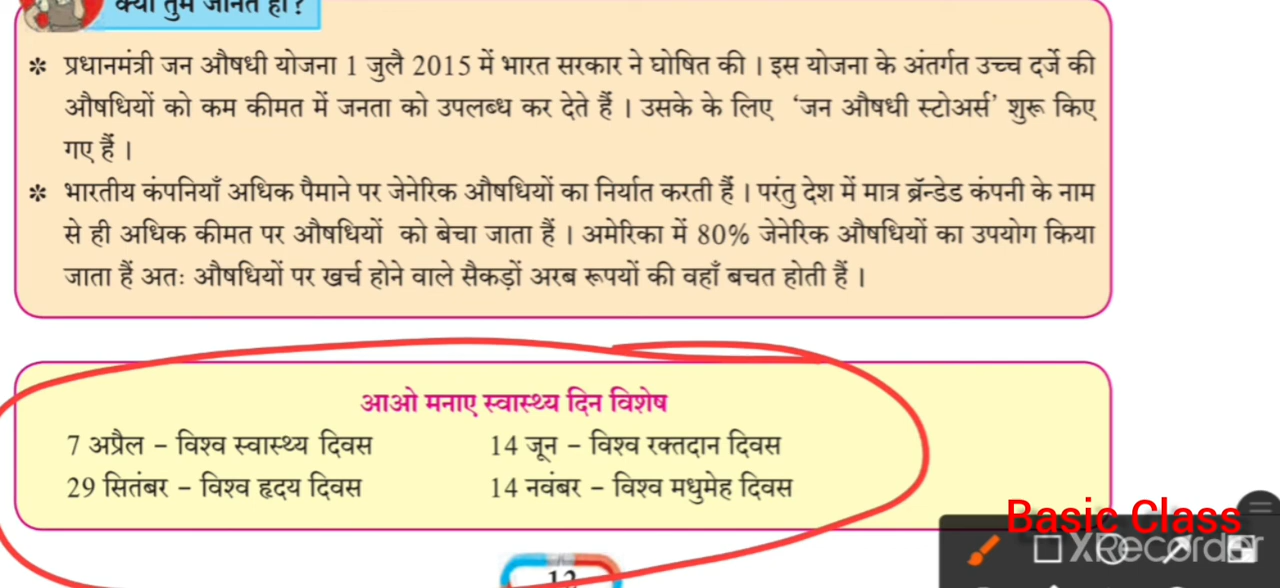 क्या तुम जानते हो?
* प्रधानमंत्री जन औषधी योजना 1 जुलै 2015 में भारत सरकार ने घोषित की । इस योजना के अंतर्गत उच्च दर्जे की
औषधियों को कम कीमत में जनता को उपलब्ध कर देते हैं । उसके के लिए ‘जन औषधी स्टोअर्स’ शुरू किए
गए हैं ।
* भारतीय कंपनियाँ अधिक पैमाने पर जेनेरिक औषधियों का निर्यात करती हैं । परंतु देश में मात्र ब्रॅन्डेड कंपनी के नाम
से ही अधिक कीमत पर औषधियों को बेचा जाता हैं । अमेरिका में 80% जेनेरिक औषधियों का उपयोग किया
जाता हैं अतः औषधियों पर खर्च होने वाले सैकड़ों अरब रूपयों की वहाँ बचत होती हैं ।
आओ मनाए स्वास्थ्य दिन विशेष
7 अप्रैल – विश्व स्वास्थ्य दिवस 14 जून – विश्व रक्तदान दिवस
29 सितंबर – विश्व हृदय दिवस 14 नवंबर – विश्व मधुमेह दिवस
Basic Class
XRecorder